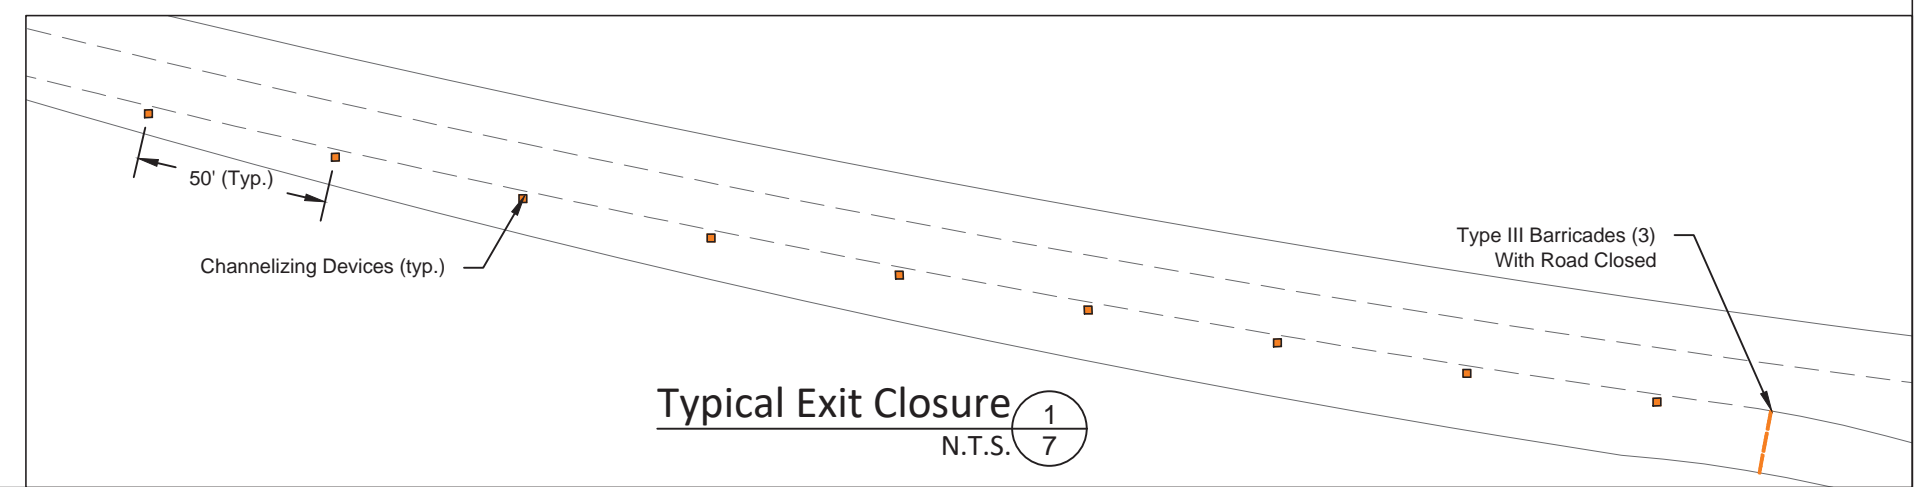 50' (Typ.)
Channelizing Devices (typ.)
Type III Barricades (3)
With Road Closed
Typical Exit Closure
N.T.S.
1
7